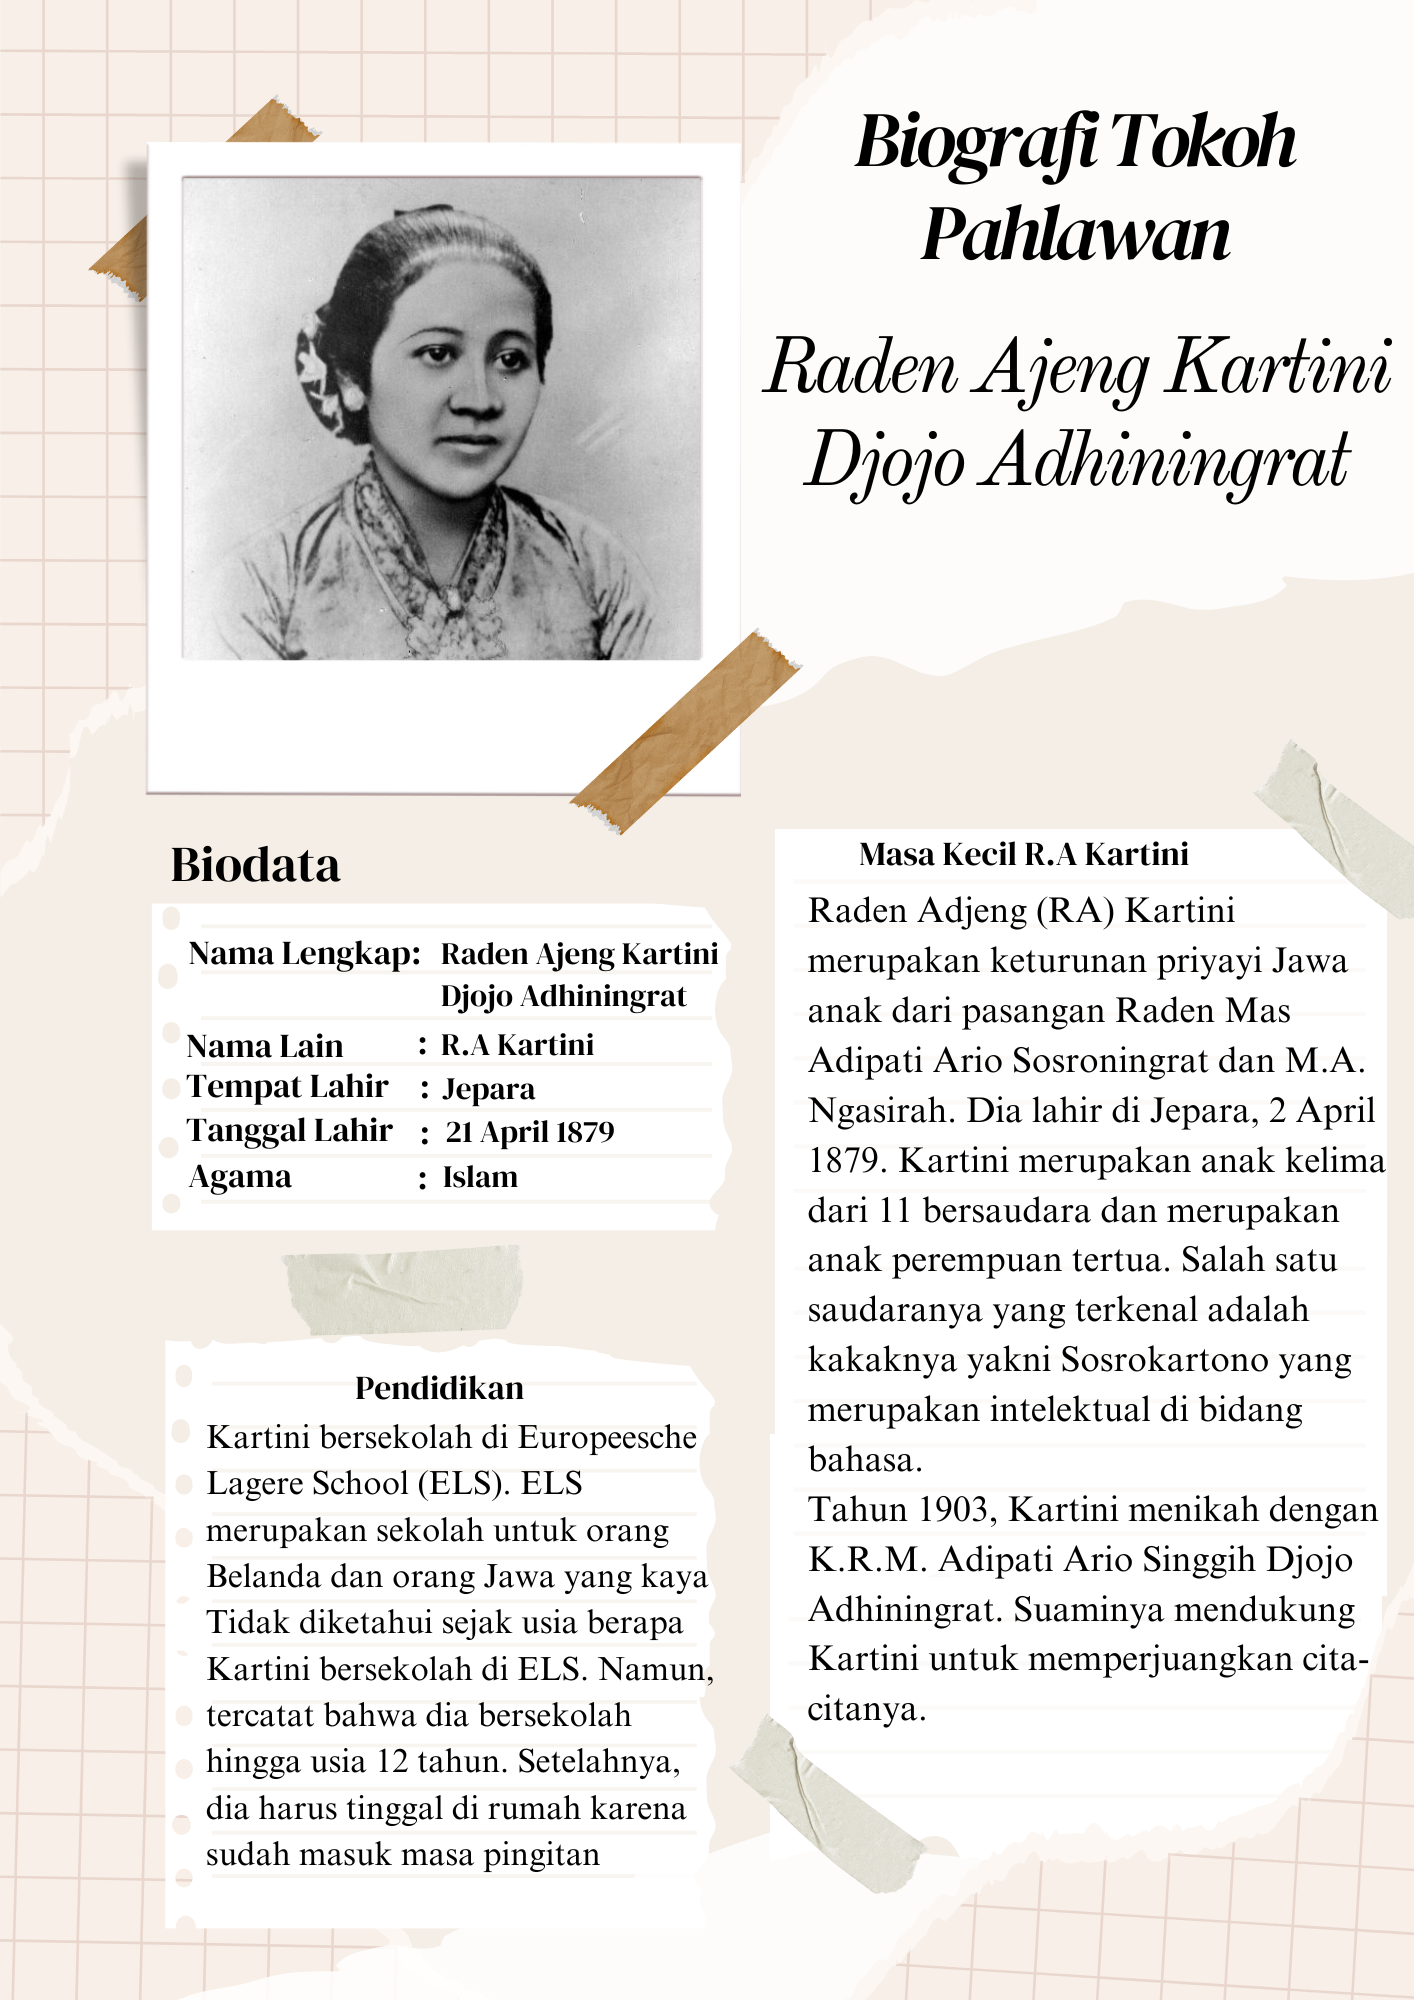 Biografi Tokoh
Pahlawan
Raden Ajeng Kartini
Djojo Adhiningrat
Biodata
Nama Lengkap: Raden Ajeng Kartini
Djojo Adhiningrat
Nama Lain : R.A Kartini
Tempat Lahir : Jepara
Tanggal Lahir : 21 April 1879
Agama : Islam
Pendidikan
Kartini bersekolah di Europeesche
Lagere School (ELS). ELS
merupakan sekolah untuk orang
Belanda dan orang Jawa yang kaya
Tidak diketahui sejak usia berapa
Kartini bersekolah di ELS. Namun,
tercatat bahwa dia bersekolah
hingga usia 12 tahun. Setelahnya,
dia harus tinggal di rumah karena
sudah masuk masa pingitan
Masa Kecil R.A Kartini
Raden Adjeng (RA) Kartini
merupakan keturunan priyayi Jawa
anak dari pasangan Raden Mas
Adipati Ario Sosroningrat dan M.A.
Ngasirah. Dia lahir di Jepara, 2 April
1879. Kartini merupakan anak kelima
dari 11 bersaudara dan merupakan
anak perempuan tertua. Salah satu
saudaranya yang terkenal adalah
kakaknya yakni Sosrokartono yang
merupakan intelektual di bidang
bahasa.
Tahun 1903, Kartini menikah dengan
K.R.M. Adipati Ario Singgih Djojo
Adhiningrat. Suaminya mendukung
Kartini untuk memperjuangkan cita-
citanya.